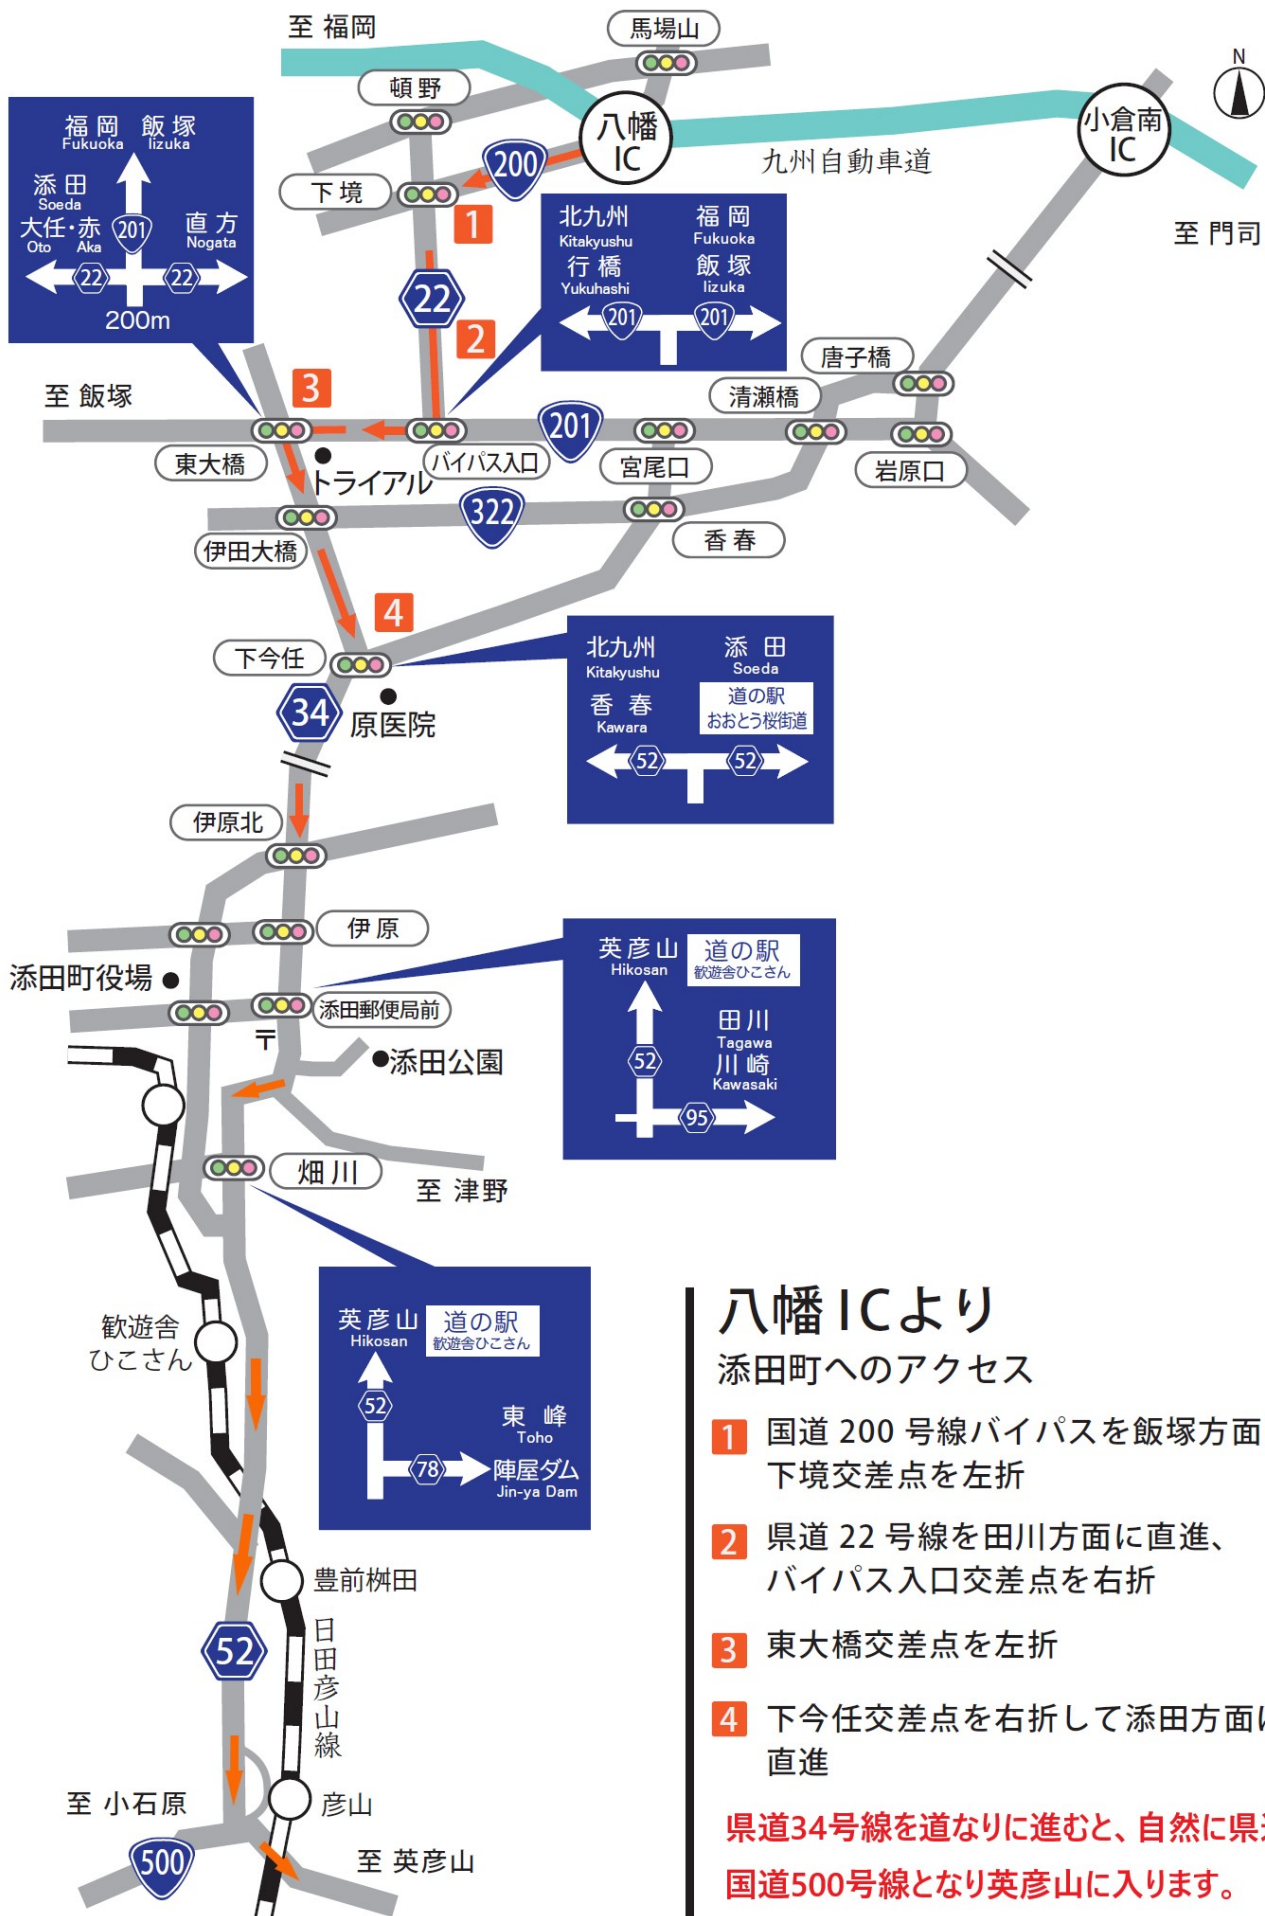 至 福岡
馬場山
N
頓野
八幡
IC
小倉南
IC
九州自動車道
至 門司
200
下境
1
福岡 飯塚
Fukuoka Iizuka
添田
Soeda
大任・赤
Oto Aka
201
直方
Nogata
22
22
200m
北九州
Kitakyushu
行橋
Yukuhashi
福岡
Fukuoka
飯塚
Iizuka
201
201
22
2
唐子橋
清瀬橋
至 飯塚
3
201
東大橋
トライアル
バイパス入口
宮尾口
岩原口
322
伊田大橋
香春
4
下今任
34
原医院
北九州
Kitakyushu
香春
Kawara
添田
Soeda
道の駅
おおとう桜街道
52
52
伊原北
伊原
添田町役場
添田郵便局前
〒
添田公園
英彦山
Hikosan
道の駅
歓遊舎ひこさん
田川
Tagawa
川崎
Kawasaki
52
95
畑川
至 津野
英彦山
Hikosan
道の駅
歓遊舎ひこさん
52
東峰
Toho
78
陣屋ダム
Jin-ya Dam
歓遊舎
ひこさん
豊前桝田
52
日田彦山線
至 小石原
彦山
500
至 英彦山
八幡ICより
添田町へのアクセス
1 国道 200 号線バイパスを飯塚方面
下境交差点を左折
2 県道 22 号線を田川方面に直進、
バイパス入口交差点を右折
3 東大橋交差点を左折
4 下今任交差点を右折して添田方面に
直進
県道34号線を道なりに進むと、自然に県
国道500号線となり英彦山に入ります。